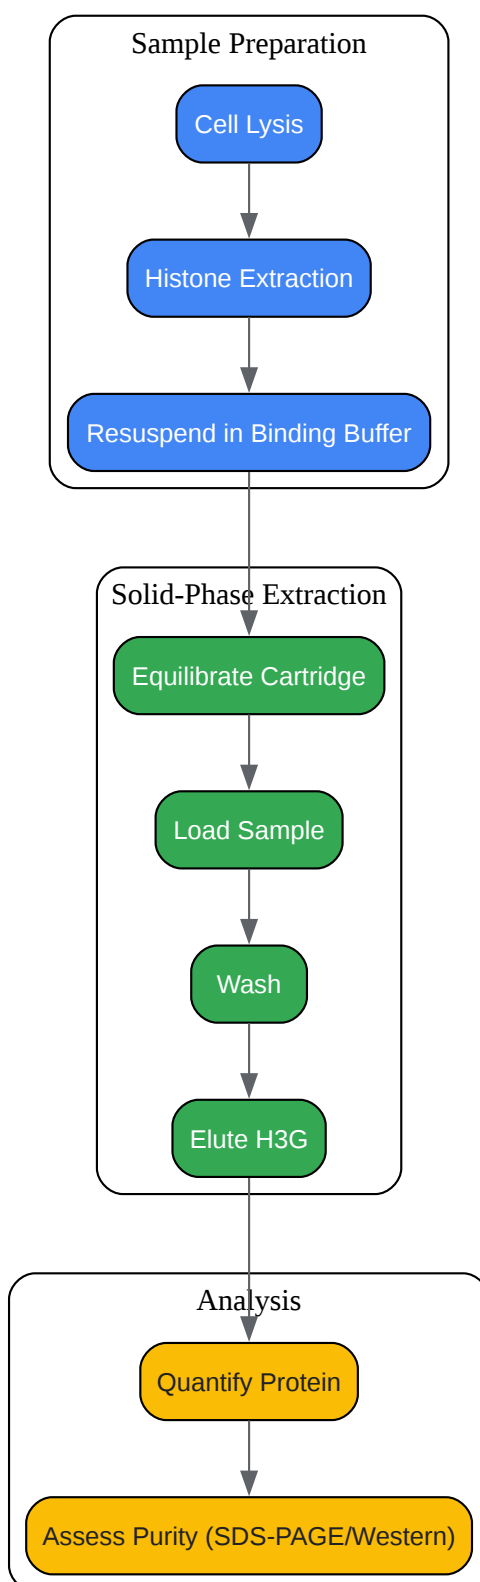 Sample Preparation
Cell Lysis
Histone Extraction
Resuspend in Binding Buffer
Solid-Phase Extraction
Equilibrate Cartridge
Load Sample
Wash
Elute H3G
Analysis
Quantify Protein
Assess Purity (SDS-PAGE/Western)